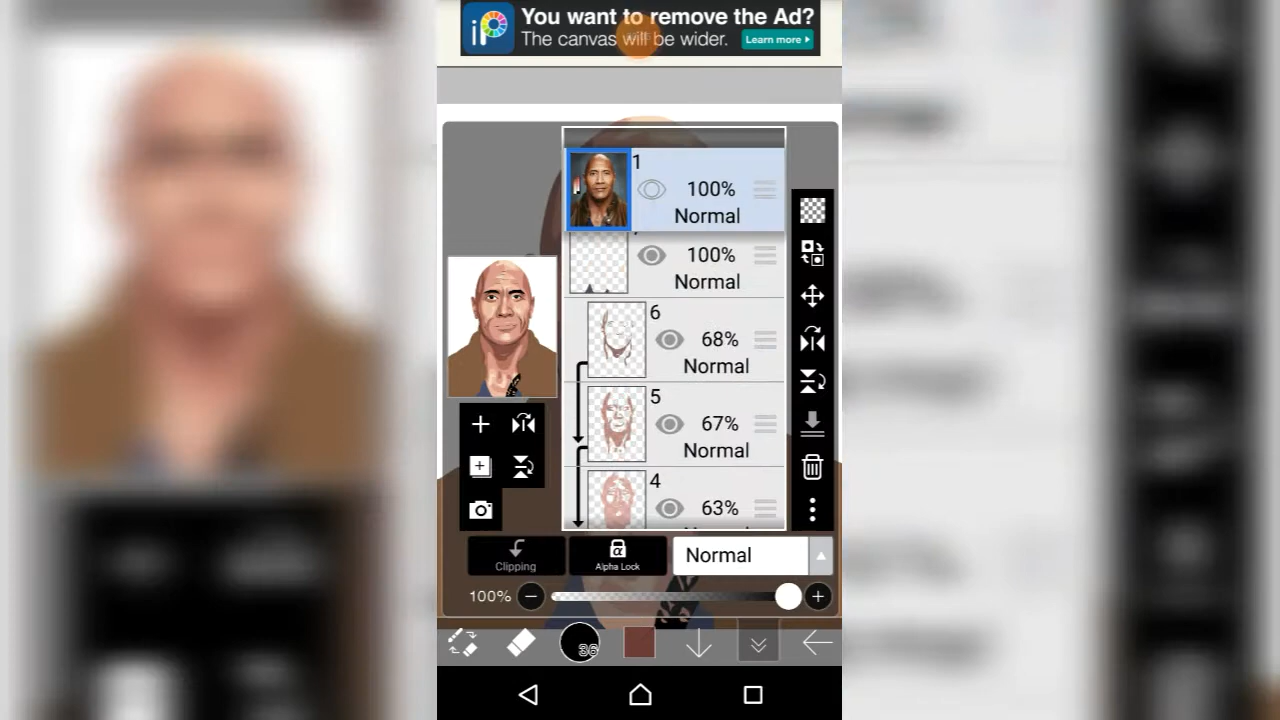 You want to remove the Ad?
The canvas will be wider.
Learn more
iP
1
100%
Normal
100%
Normal
6
68%
Normal
5
67%
Normal
4
63%
Clipping
α
Alpha Lock
Normal
100%
36